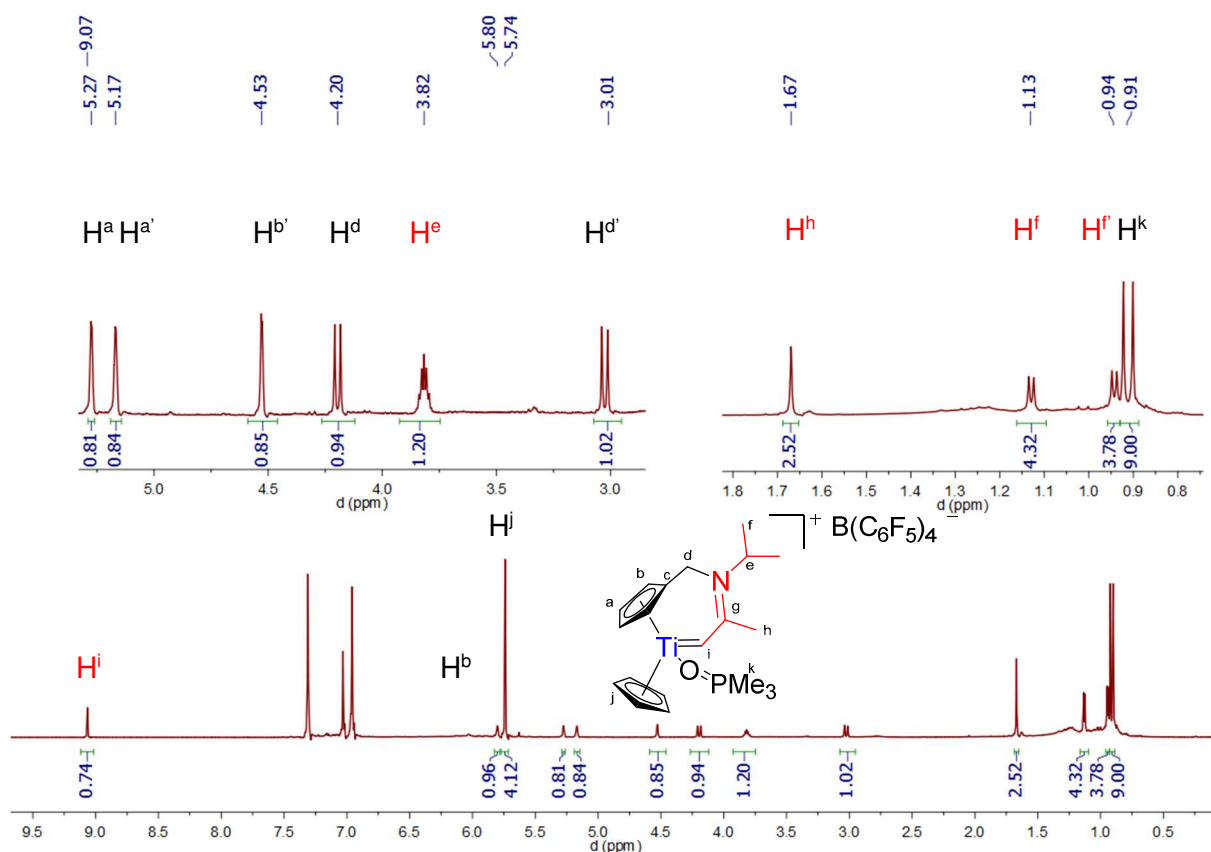 9.07
5.27
5.17
4.53
4.20
3.82
5.80
5.74
3.01
1.67
1.13
0.94
0.91
Hᵃ Hᵃ' Hᵇ' Hᵈ Hᵉ Hᵈ' Hʰ Hᶠ Hᶠ' Hᵏ
0.81 0.84 0.85 0.94 1.20 1.02 2.52 4.32 3.78 9.00
5.0 4.5 4.0 3.5 3.0
d (ppm)
1.8 1.7 1.6 1.5 1.4 1.3 1.2 1.1 1.0 0.9 0.8
d (ppm)
Hʲ
+ B(C₆F₅)₄ –
f
d
e
N
b
c
a
g
h
Ti
i
O=PMe₃
k
j
Hⁱ
Hᵇ
0.74 0.96 4.12 0.81 0.84 0.85 0.94 1.20 1.02 2.52 4.32 3.78 9.00
9.5 9.0 8.5 8.0 7.5 7.0 6.5 6.0 5.5 5.0 4.5 4.0 3.5 3.0 2.5 2.0 1.5 1.0 0.5
d (ppm)